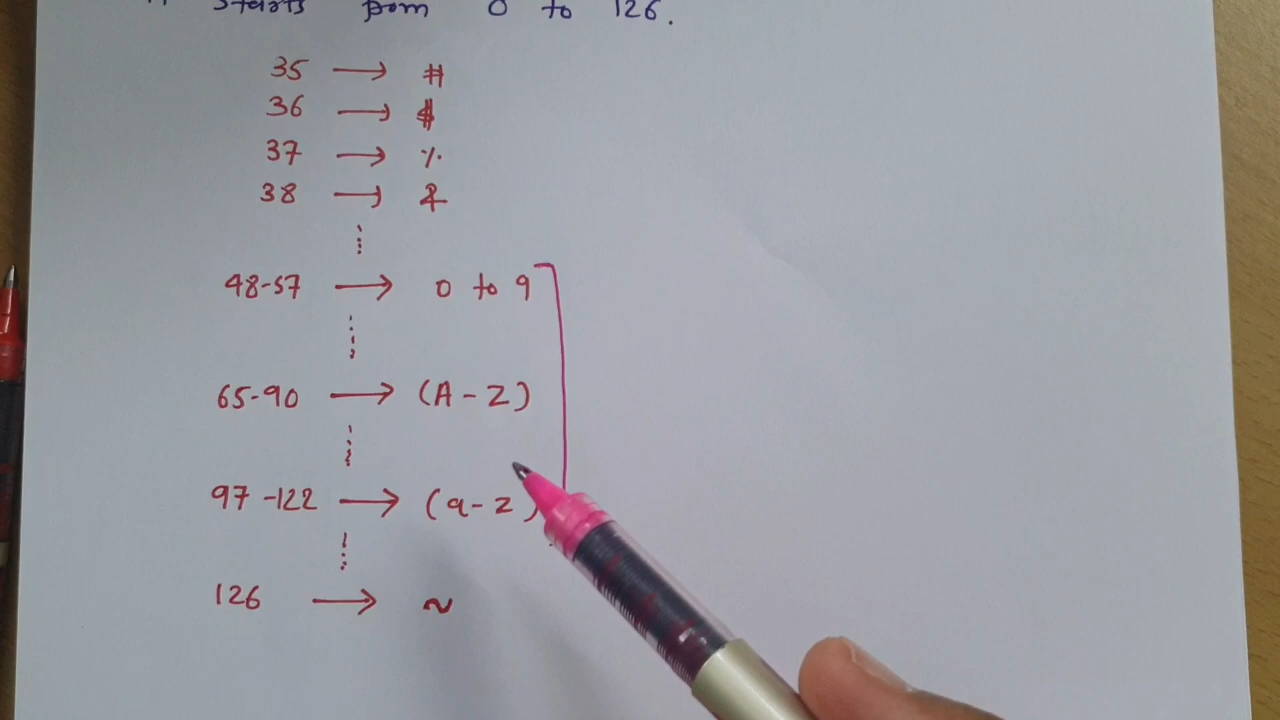 starts from 0 to 126.
35 → #
36 → $
37 → %
38 → &
⋮
48-57 → 0 to 9
⋮
65-90 → (A-Z)
⋮
97-122 → (a-z)
⋮
126 → ~